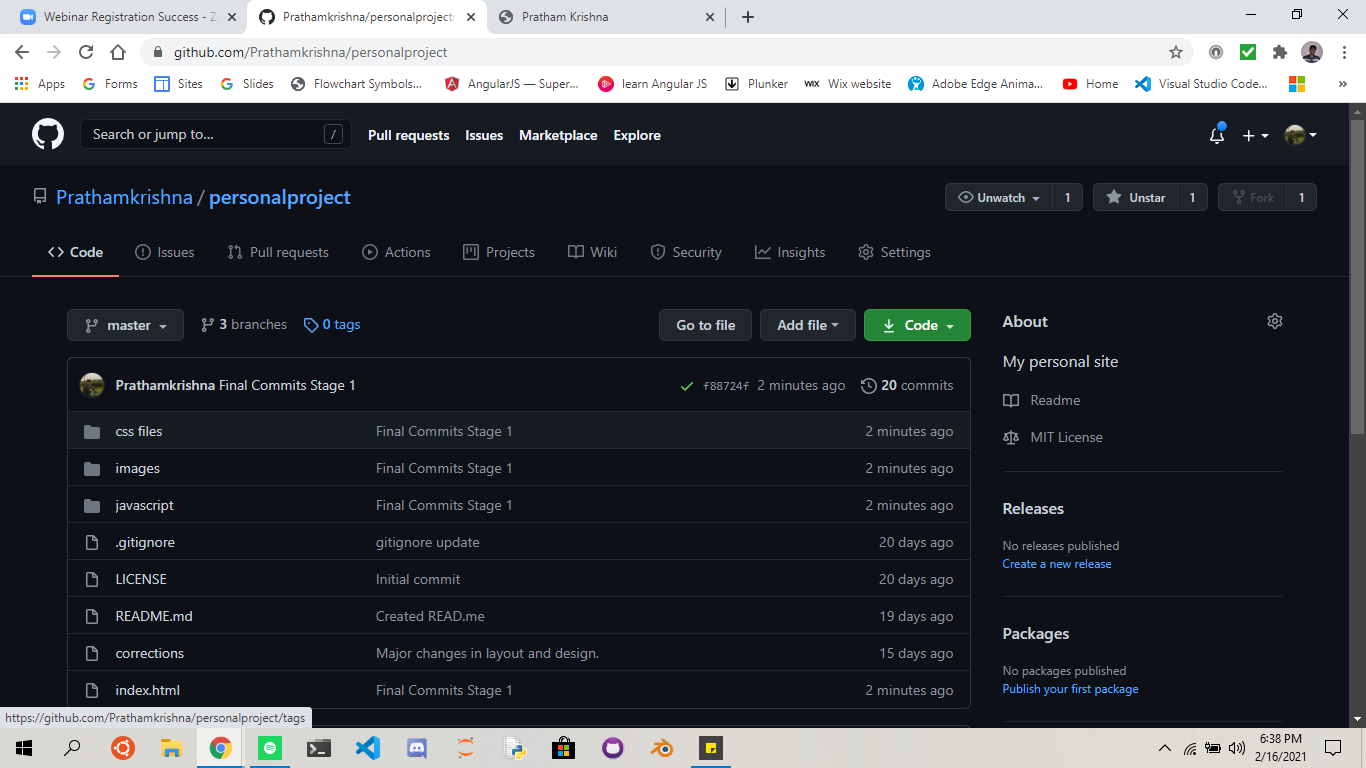 Webinar Registration Success - Z
Prathamkrishna/personalproject:
Pratham Krishna
github.com/Prathamkrishna/personalproject
Apps Forms Sites Slides Flowchart Symbols... AngularJS — Super... learn Angular JS Plunker WIX Wix website Adobe Edge Anima... Home Visual Studio Code... »
Search or jump to... / Pull requests Issues Marketplace Explore
Prathamkrishna / personalproject Unwatch 1 Unstar 1 Fork 1
Code Issues Pull requests Actions Projects Wiki Security Insights Settings
master 3 branches 0 tags Go to file Add file Code
About
My personal site
Readme
MIT License
Releases
No releases published
Create a new release
Packages
No packages published
Publish your first package
Prathamkrishna Final Commits Stage 1 f88724f 2 minutes ago 20 commits
css files Final Commits Stage 1 2 minutes ago
images Final Commits Stage 1 2 minutes ago
javascript Final Commits Stage 1 2 minutes ago
.gitignore gitignore update 20 days ago
LICENSE Initial commit 20 days ago
README.md Created READ.me 19 days ago
corrections Major changes in layout and design. 15 days ago
index.html Final Commits Stage 1 2 minutes ago
https://github.com/Prathamkrishna/personalproject/tags
6:38 PM
2/16/2021